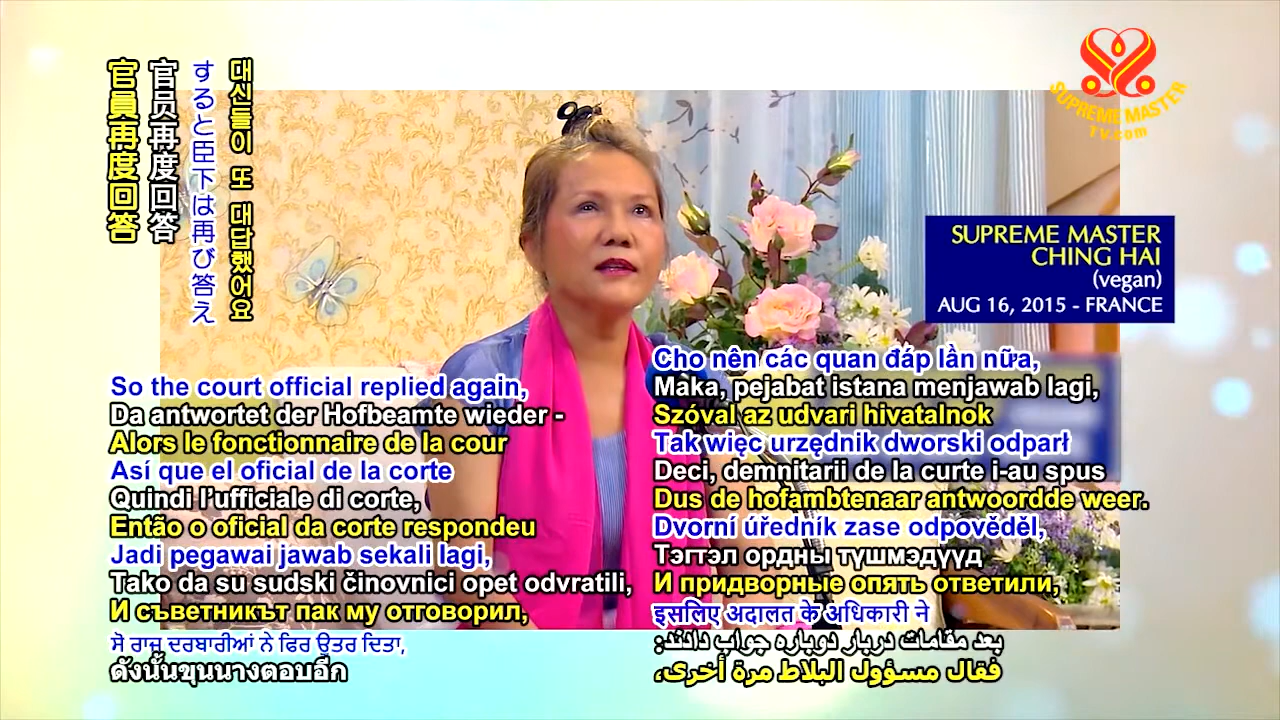 官員再度回答
官员再度回答
すると臣下は再び答え
대신들이 또 대답했어요
SUPREME MASTER
TV.com
SUPREME MASTER
CHING HAI
(vegan)
AUG 16, 2015 - FRANCE
So the court official replied again,
Da antwortet der Hofbeamte wieder -
Alors le fonctionnaire de la cour
Así que el oficial de la corte
Quindi l'ufficiale di corte,
Então o oficial da corte respondeu
Jadi pegawai jawab sekali lagi,
Tako da su sudski činovnici opet odvratili,
И съветникът пак му отговорил,
ਸੋ ਰਾਜ ਦਰਬਾਰੀਆਂ ਨੇ ਫਿਰ ਉਤਰ ਦਿਤਾ,
ดังนั้นขุนนางตอบอีก
Cho nên các quan đáp lần nữa,
Maka, pejabat istana menjawab lagi,
Szóval az udvari hivatalnok
Tak więc urzędnik dworski odparł
Deci, demnitarii de la curte i-au spus
Dus de hofambtenaar antwoordde weer.
Dvorní úředník zase odpověděl,
Тэгтэл ордны түшмэдүүд
И придворные опять ответили,
इसलिए अदालत के अधिकारी ने
بعد مقامات دربار دوباره جواب دادند:
فقال مسؤول البلاط مرة أخرى،